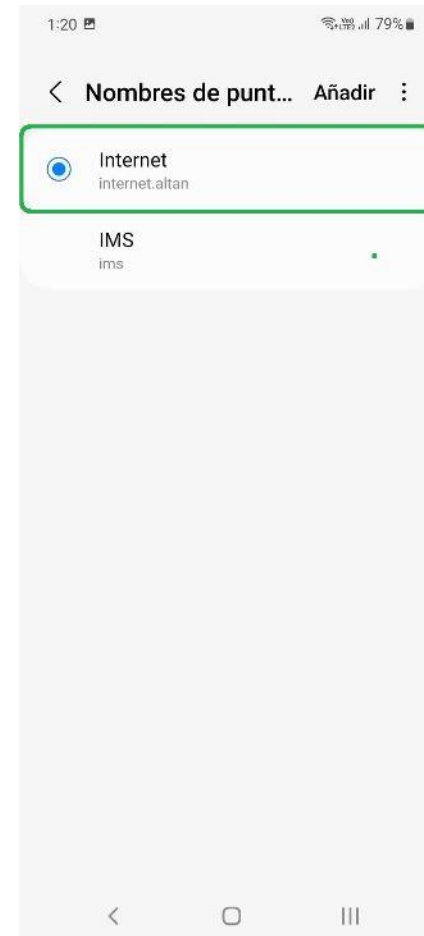 1:20 79%
Nombres de punt... Añadir
Internet
internet.altan
IMS
ims